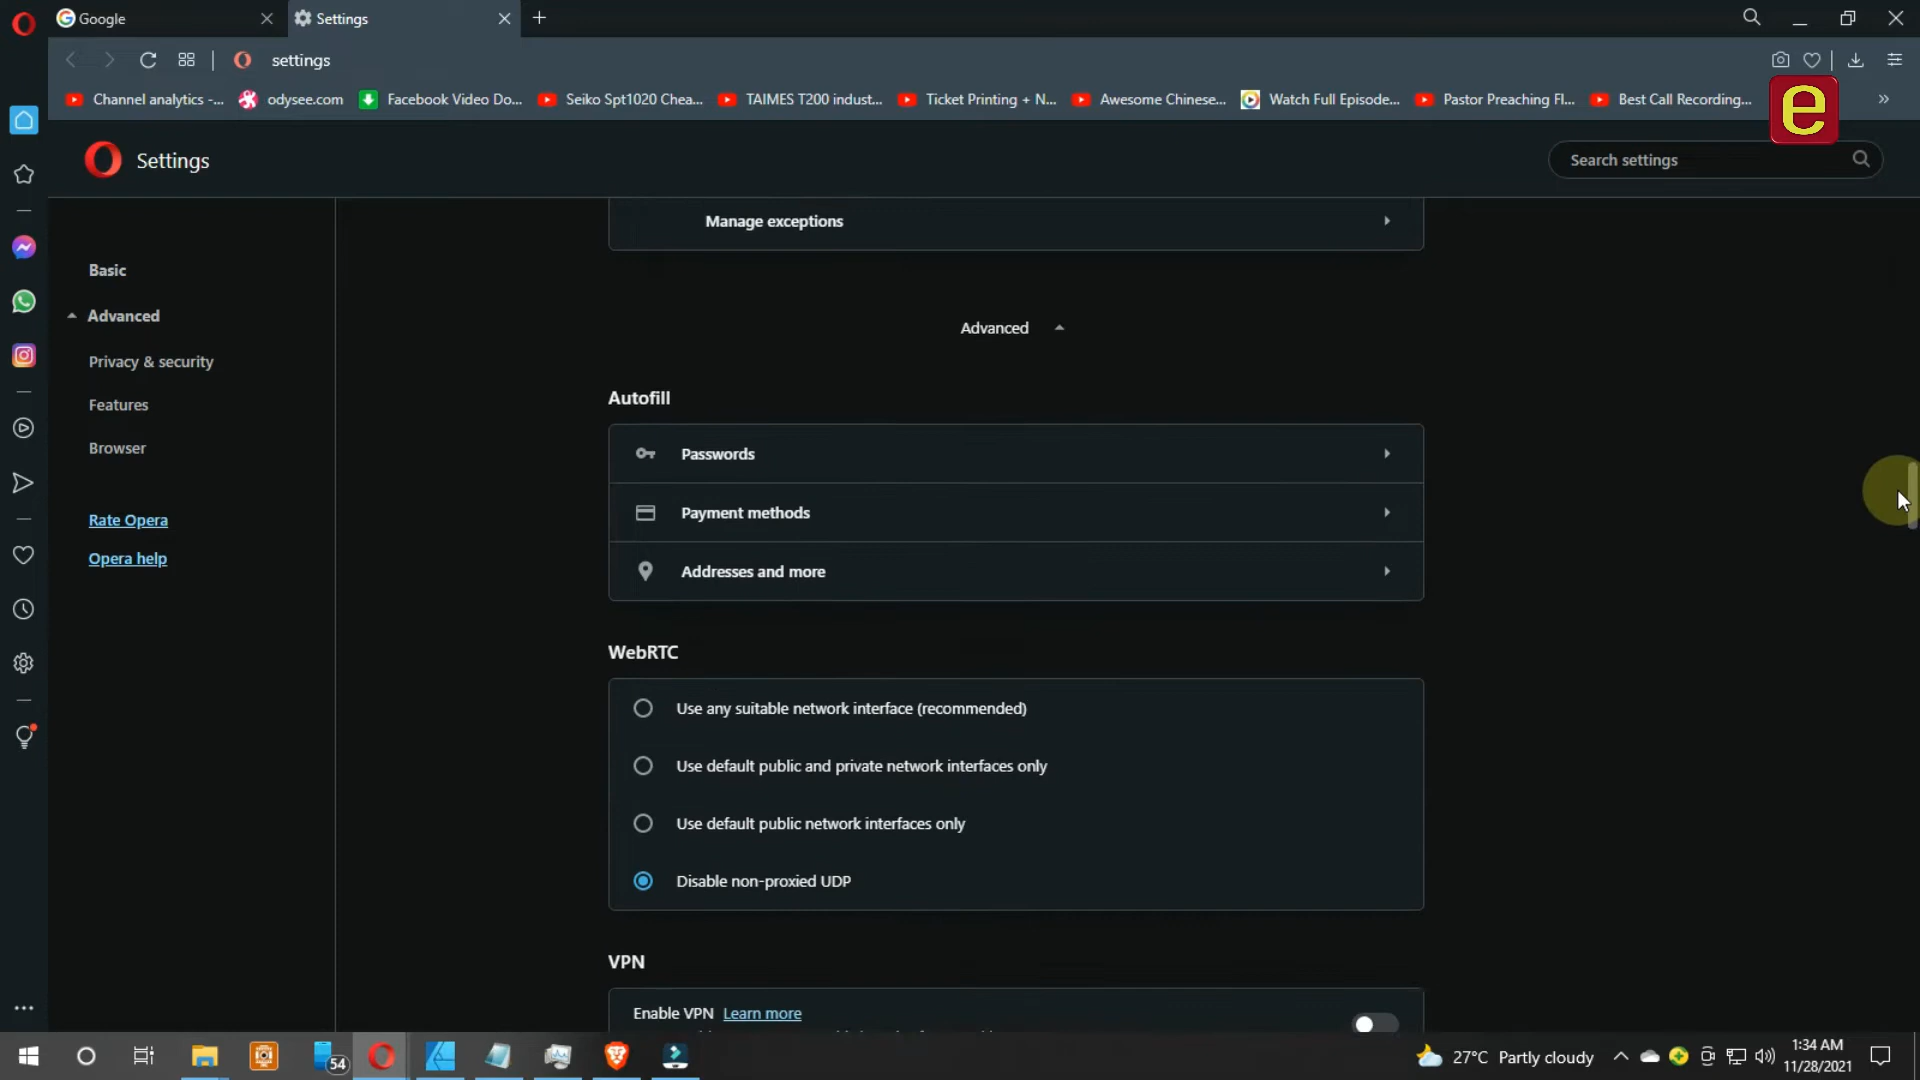 Google
Settings
settings
Channel analytics -...
odysee.com
Facebook Video Do...
Seiko Spt1020 Chea...
TAIMES T200 indust...
Ticket Printing + N...
Awesome Chinese...
Watch Full Episode...
Pastor Preaching Fl...
Best Call Recording...
»
e
Settings
Search settings
Manage exceptions
Basic
Advanced
Privacy & security
Features
Browser
Rate Opera
Opera help
Advanced
Autofill
Passwords
Payment methods
Addresses and more
WebRTC
Use any suitable network interface (recommended)
Use default public and private network interfaces only
Use default public network interfaces only
Disable non-proxied UDP
VPN
Enable VPN Learn more
54
27°C Partly cloudy
1:34 AM
11/28/2021